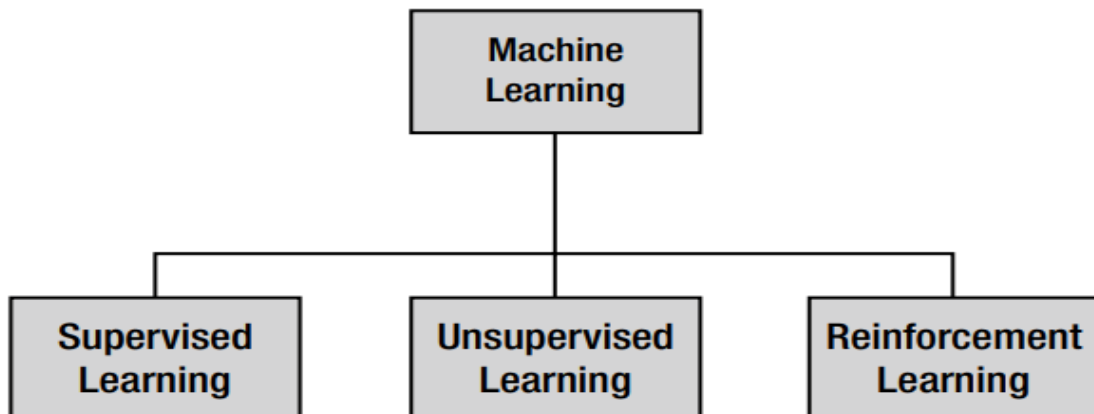 Machine
Learning
Supervised
Learning
Unsupervised
Learning
Reinforcement
Learning